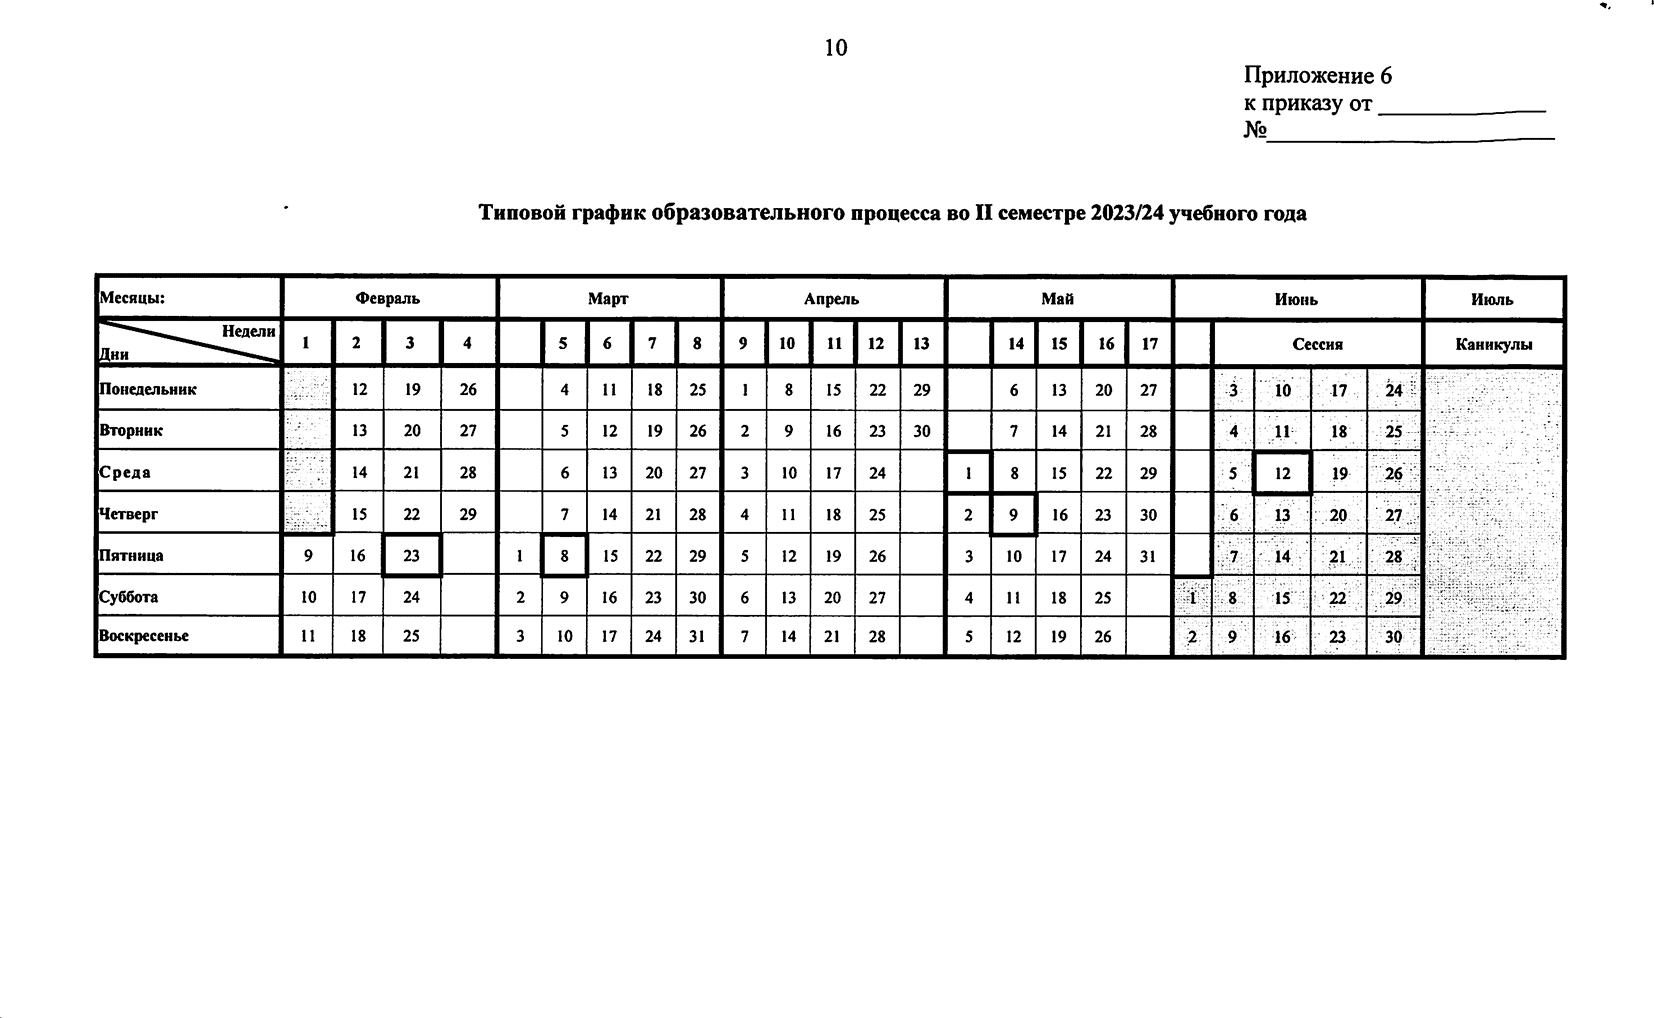 10
Приложение 6
к приказу от
№
Типовой график образовательного процесса во II семестре 2023/24 учебного года
Месяцы: Февраль Март Апрель Май Июнь Июль
Недели
Дни 1 2 3 4 5 6 7 8 9 10 11 12 13 14 15 16 17 Сессия Каникулы
Понедельник 12 19 26 4 11 18 25 1 8 15 22 29 6 13 20 27 3 10 17 24
Вторник 13 20 27 5 12 19 26 2 9 16 23 30 7 14 21 28 4 11 18 25
Среда 14 21 28 6 13 20 27 3 10 17 24 1 8 15 22 29 5 12 19 26
Четверг 15 22 29 7 14 21 28 4 11 18 25 2 9 16 23 30 6 13 20 27
Пятница 9 16 23 1 8 15 22 29 5 12 19 26 3 10 17 24 31 7 14 21 28
Суббота 10 17 24 2 9 16 23 30 6 13 20 27 4 11 18 25 1 8 15 22 29
Воскресенье 11 18 25 3 10 17 24 31 7 14 21 28 5 12 19 26 2 9 16 23 30